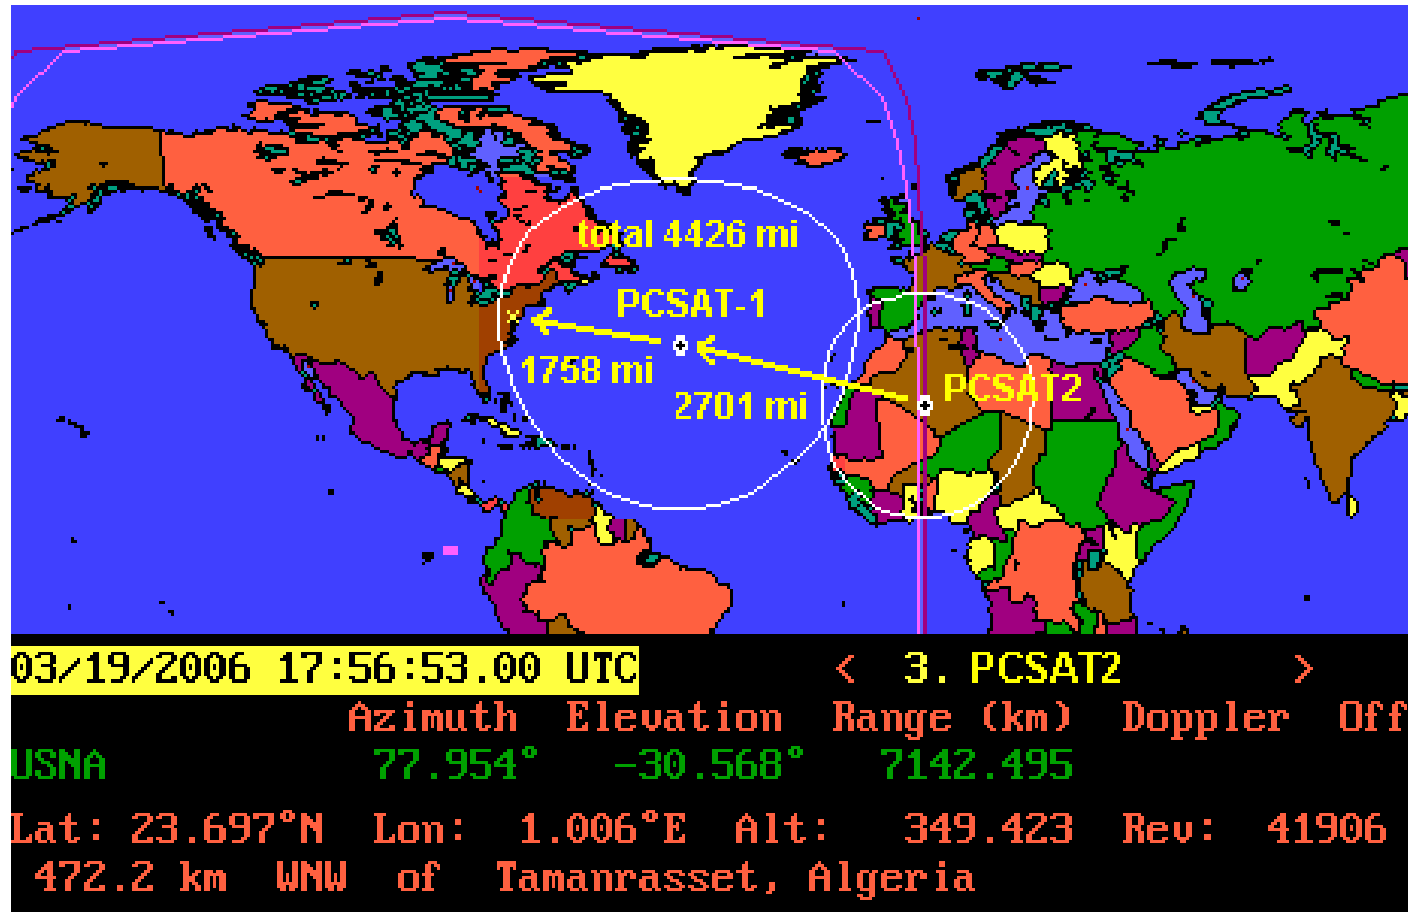 total 4426 mi
PCSAT-1
1758 mi
PCSAT2
2701 mi
03/19/2006 17:56:53.00 UTC < 3. PCSAT2 >
Azimuth Elevation Range (km) Doppler Off
USNA 77.954° -30.568° 7142.495
Lat: 23.697°N Lon: 1.006°E Alt: 349.423 Rev: 41906
472.2 km WNW of Tamanrasset, Algeria